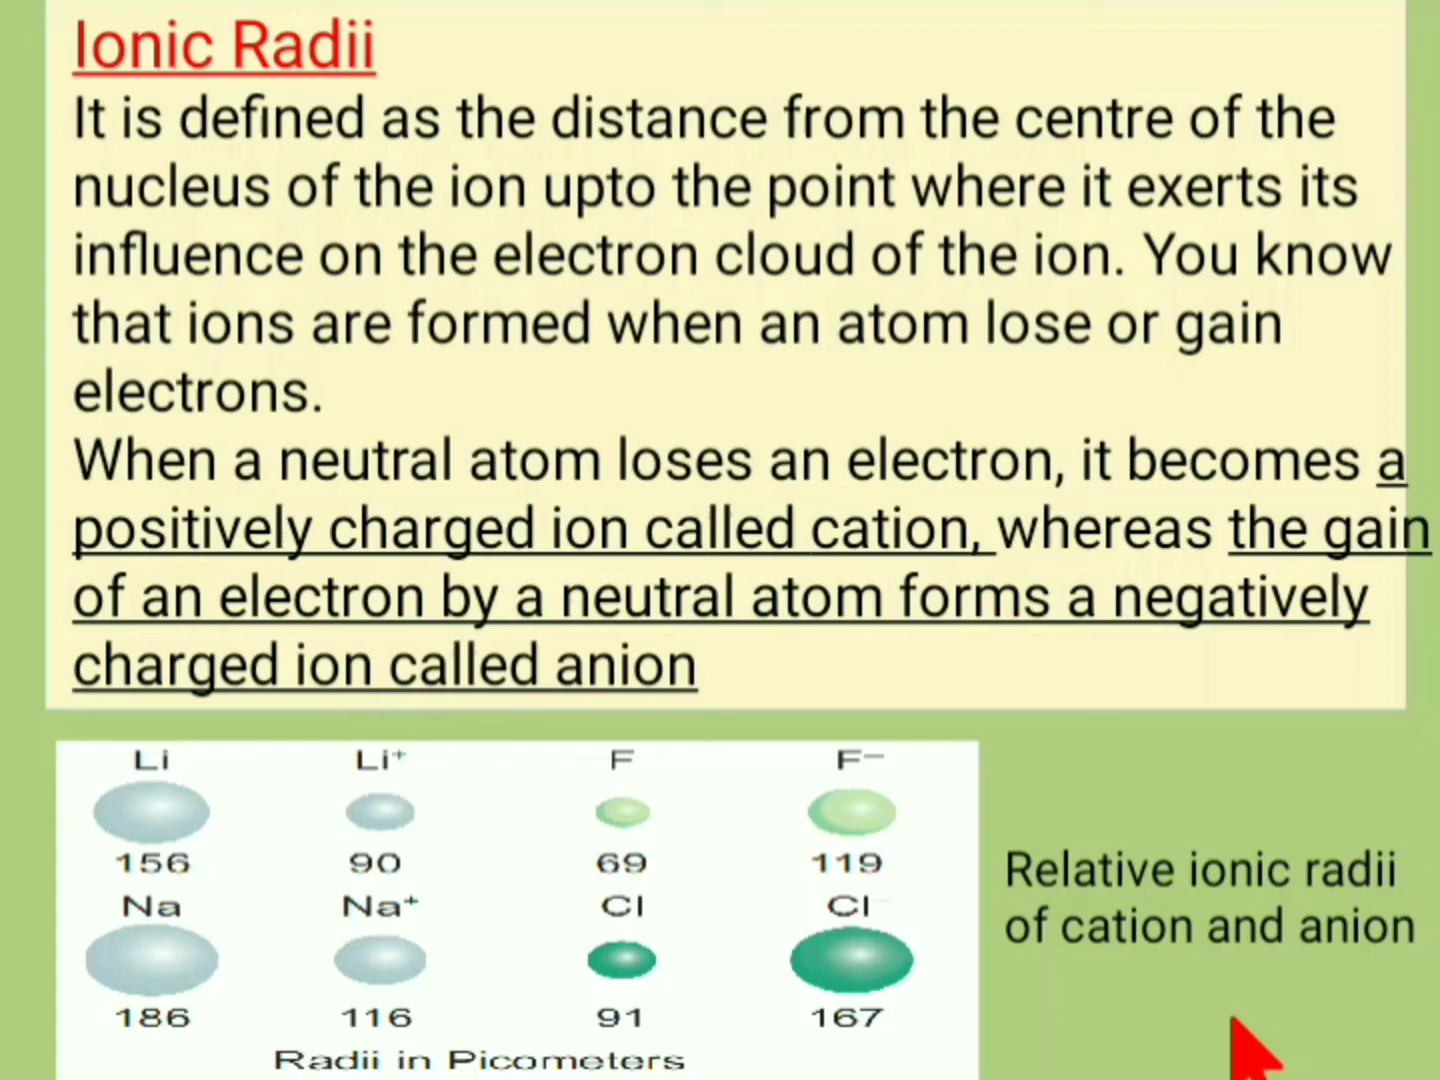 Ionic Radii
It is defined as the distance from the centre of the
nucleus of the ion upto the point where it exerts its
influence on the electron cloud of the ion. You know
that ions are formed when an atom lose or gain
electrons.
When a neutral atom loses an electron, it becomes a
positively charged ion called cation, whereas the gain
of an electron by a neutral atom forms a negatively
charged ion called anion
Li Li⁺ F F⁻
156 90 69 119
Na Na⁺ Cl Cl⁻
186 116 91 167
Radii in Picometers
Relative ionic radii
of cation and anion